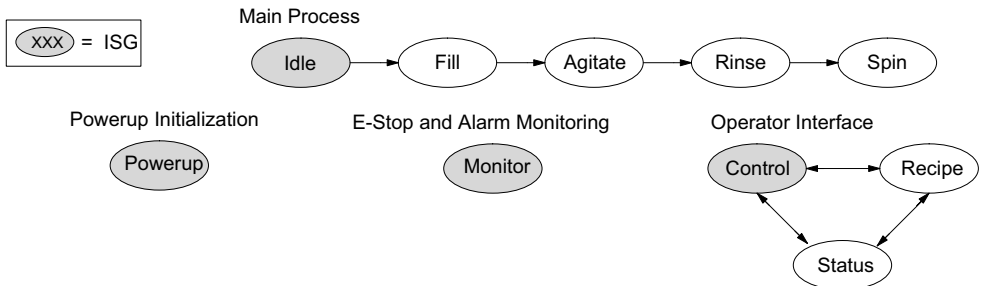 Main Process
XXX = ISG
Idle
Fill
Agitate
Rinse
Spin
Powerup Initialization
E-Stop and Alarm Monitoring
Operator Interface
Powerup
Monitor
Control
Recipe
Status